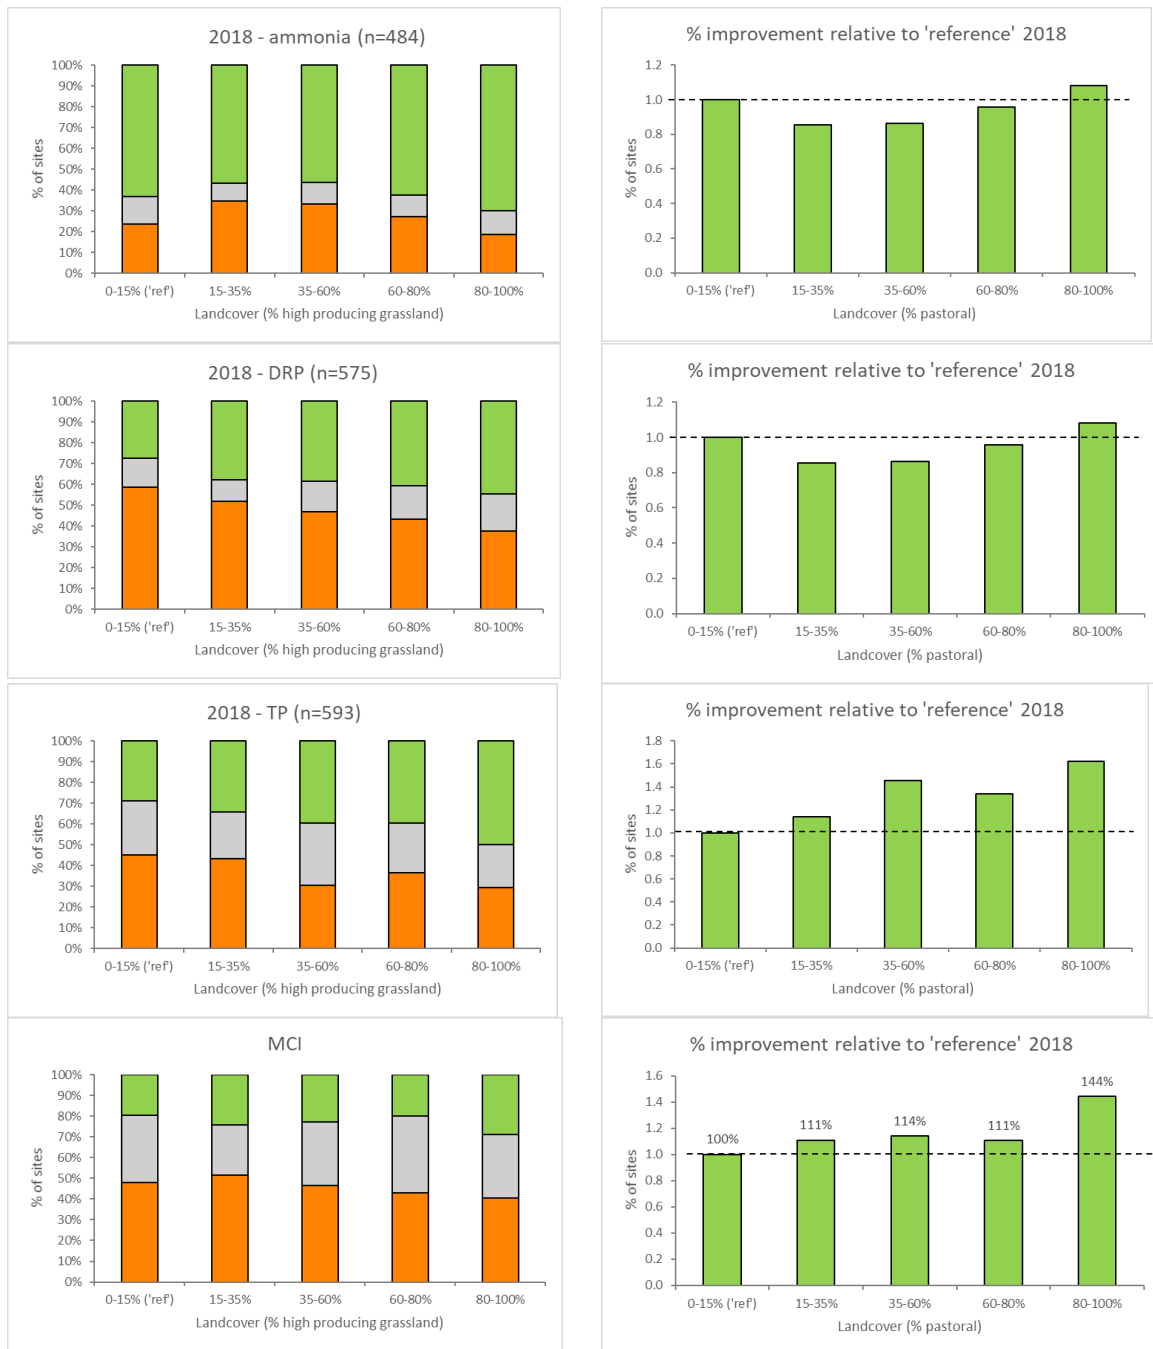 2018 - ammonia (n=484)
100%
90%
80%
70%
60%
50%
40%
30%
20%
10%
0%
% of sites
0-15% ('ref') 15-35% 35-60% 60-80% 80-100%
Landcover (% high producing grassland)
% improvement relative to 'reference' 2018
1.2
1.0
0.8
0.6
0.4
0.2
0.0
% of sites
0-15% ('ref') 15-35% 35-60% 60-80% 80-100%
Landcover (% pastoral)
2018 - DRP (n=575)
100%
90%
80%
70%
60%
50%
40%
30%
20%
10%
0%
% of sites
0-15% ('ref') 15-35% 35-60% 60-80% 80-100%
Landcover (% high producing grassland)
% improvement relative to 'reference' 2018
1.2
1.0
0.8
0.6
0.4
0.2
0.0
% of sites
0-15% ('ref') 15-35% 35-60% 60-80% 80-100%
Landcover (% pastoral)
2018 - TP (n=593)
100%
90%
80%
70%
60%
50%
40%
30%
20%
10%
0%
% of sites
0-15% ('ref') 15-35% 35-60% 60-80% 80-100%
Landcover (% high producing grassland)
% improvement relative to 'reference' 2018
1.8
1.6
1.4
1.2
1.0
0.8
0.6
0.4
0.2
0.0
% of sites
0-15% ('ref') 15-35% 35-60% 60-80% 80-100%
Landcover (% pastoral)
MCI
100%
90%
80%
70%
60%
50%
40%
30%
20%
10%
0%
% of sites
0-15% ('ref') 15-35% 35-60% 60-80% 80-100%
Landcover (% high producing grassland)
% improvement relative to 'reference' 2018
1.6
1.4
1.2
1.0
0.8
0.6
0.4
0.2
0.0
% of sites
100% 111% 114% 111% 144%
0-15% ('ref') 15-35% 35-60% 60-80% 80-100%
Landcover (% pastoral)